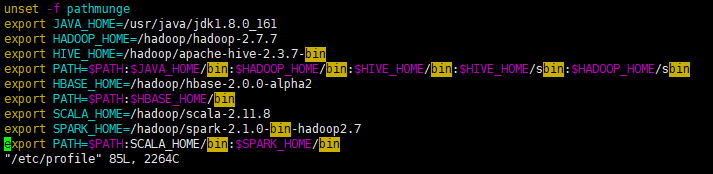 unset -f pathmunge
export JAVA_HOME=/usr/java/jdk1.8.0_161
export HADOOP_HOME=/hadoop/hadoop-2.7.7
export HIVE_HOME=/hadoop/apache-hive-2.3.7-bin
export PATH=$PATH:$JAVA_HOME/bin:$HADOOP_HOME/bin:$HIVE_HOME/bin:$HIVE_HOME/sbin:$HADOOP_HOME/sbin
export HBASE_HOME=/hadoop/hbase-2.0.0-alpha2
export PATH=$PATH:$HBASE_HOME/bin
export SCALA_HOME=/hadoop/scala-2.11.8
export SPARK_HOME=/hadoop/spark-2.1.0-bin-hadoop2.7
export PATH=$PATH:SCALA_HOME/bin:$SPARK_HOME/bin
"/etc/profile" 85L, 2264C